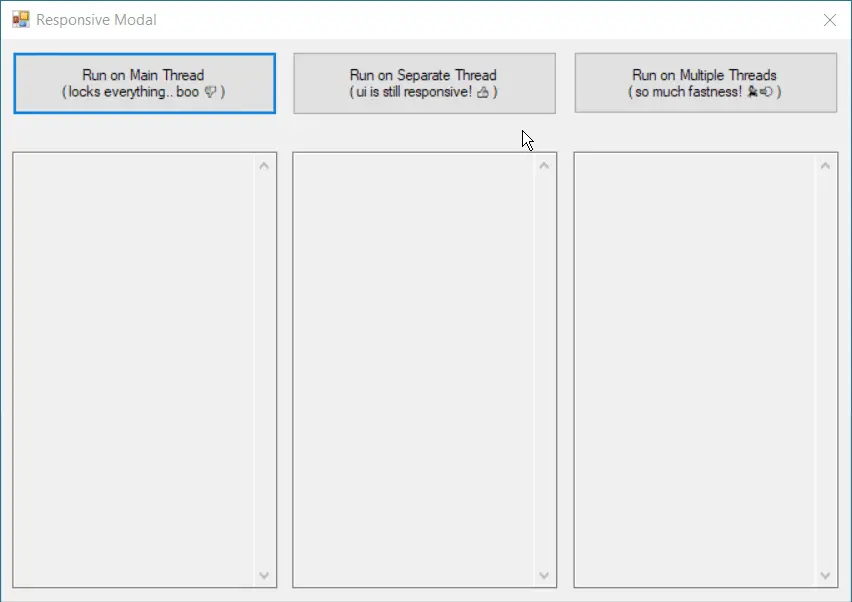 Responsive Modal
Run on Main Thread
(locks everything.. boo 👎)
Run on Separate Thread
(ui is still responsive! 👍)
Run on Multiple Threads
(so much fastness! 🏃💨)